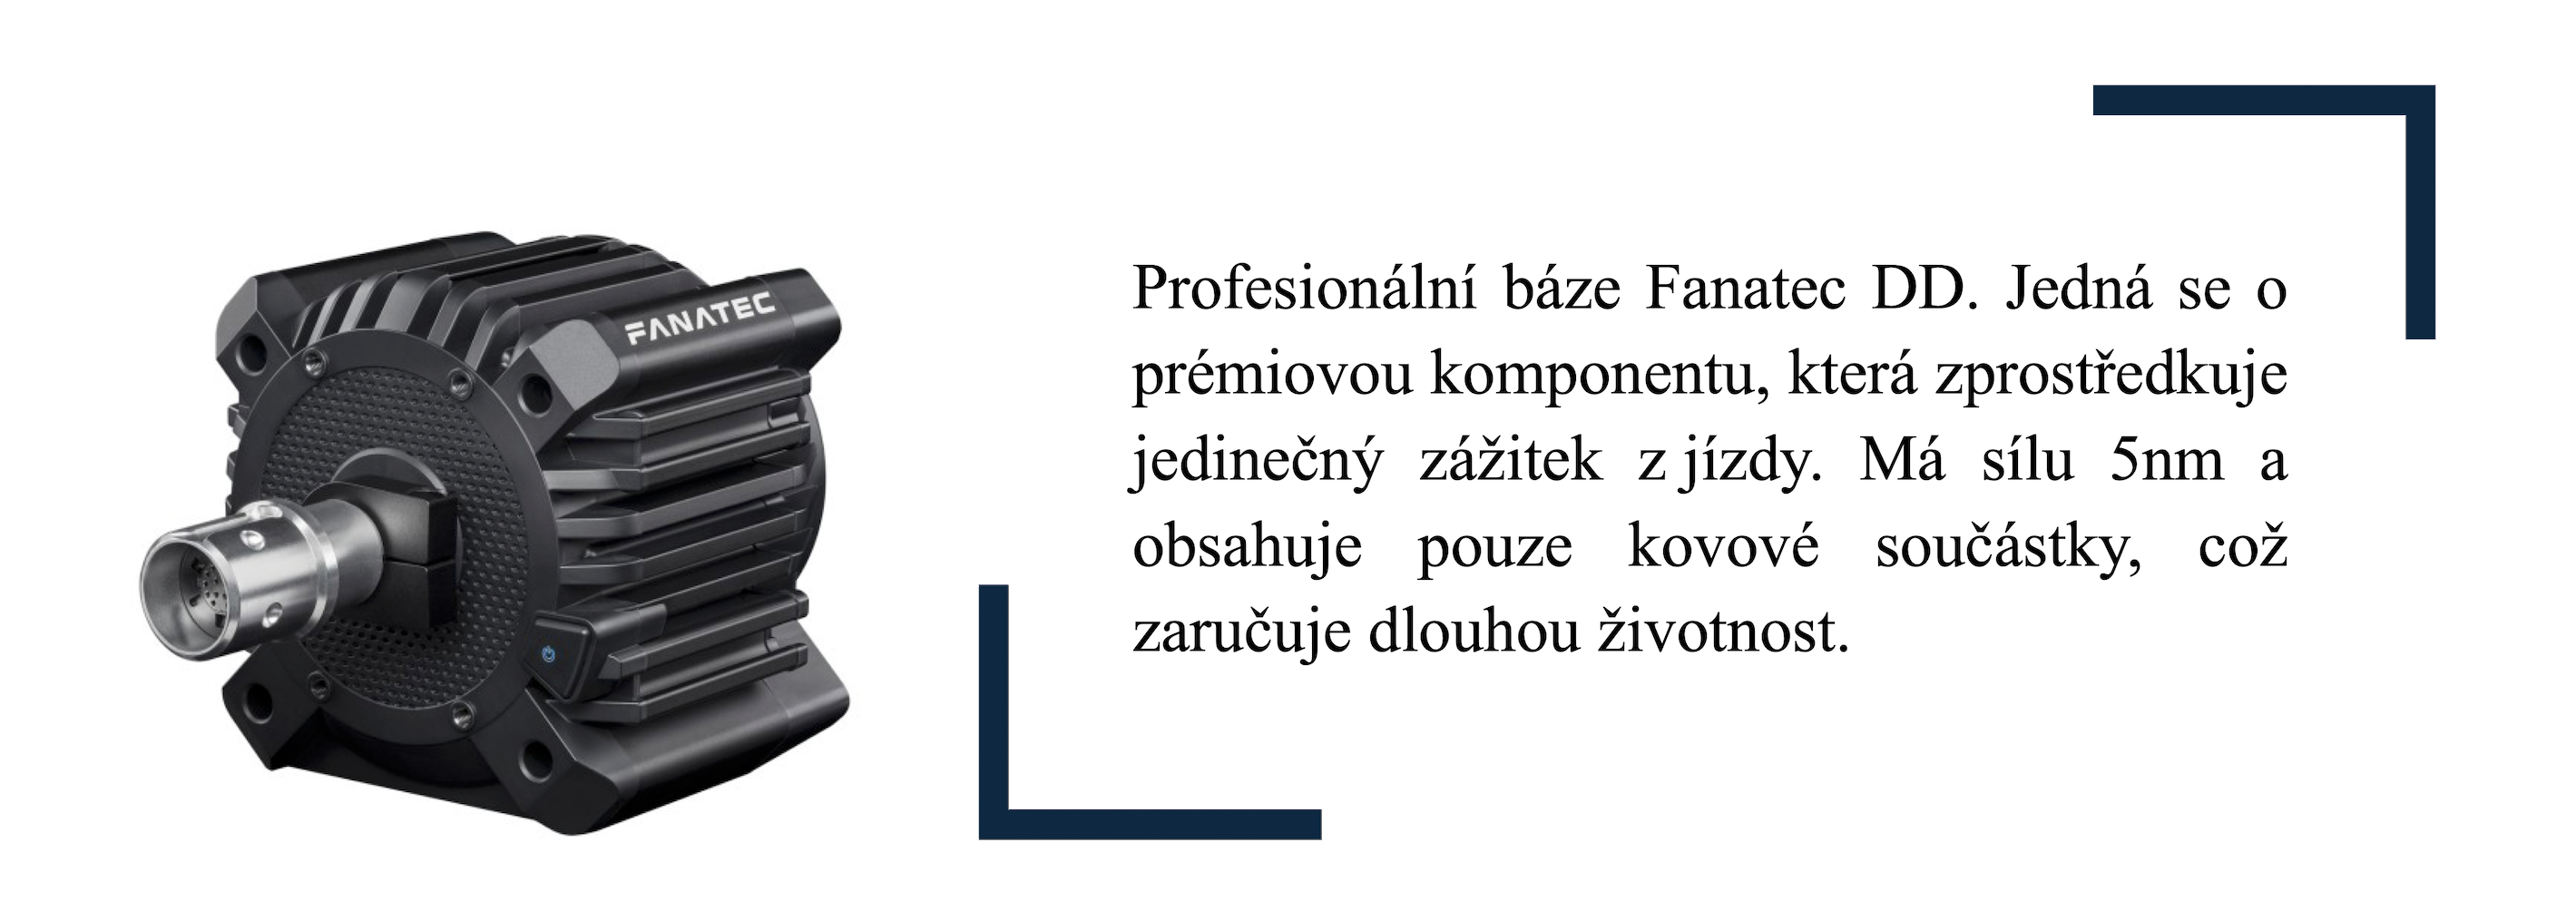 FANATEC
Profesionální báze Fanatec DD. Jedná se o
prémiovou komponentu, která zprostředkuje
jedinečný zážitek z jízdy. Má sílu 5nm a
obsahuje pouze kovové součástky, což
zaručuje dlouhou životnost.